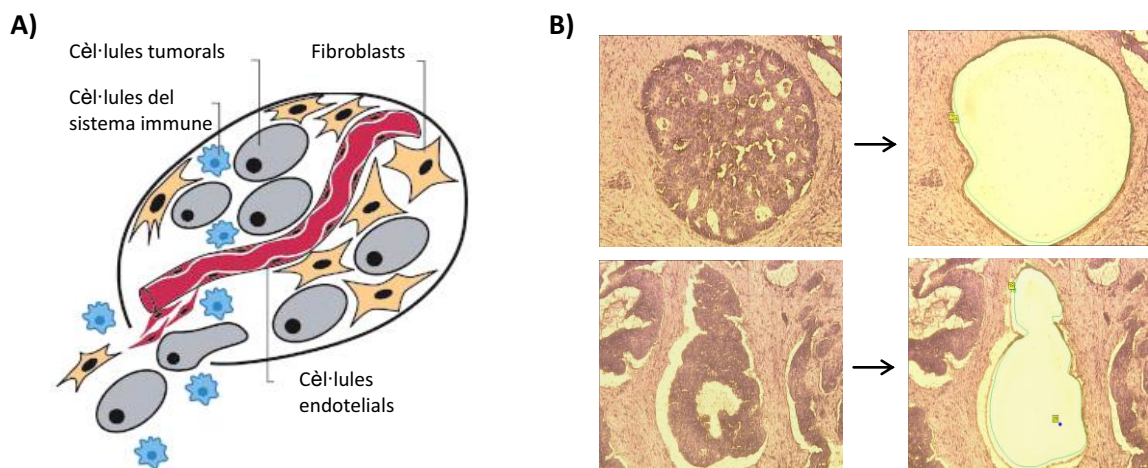 A)
Cèl·lules tumorals
Fibroblasts
Cèl·lules del
sistema immune
Cèl·lules
endotelials
B)